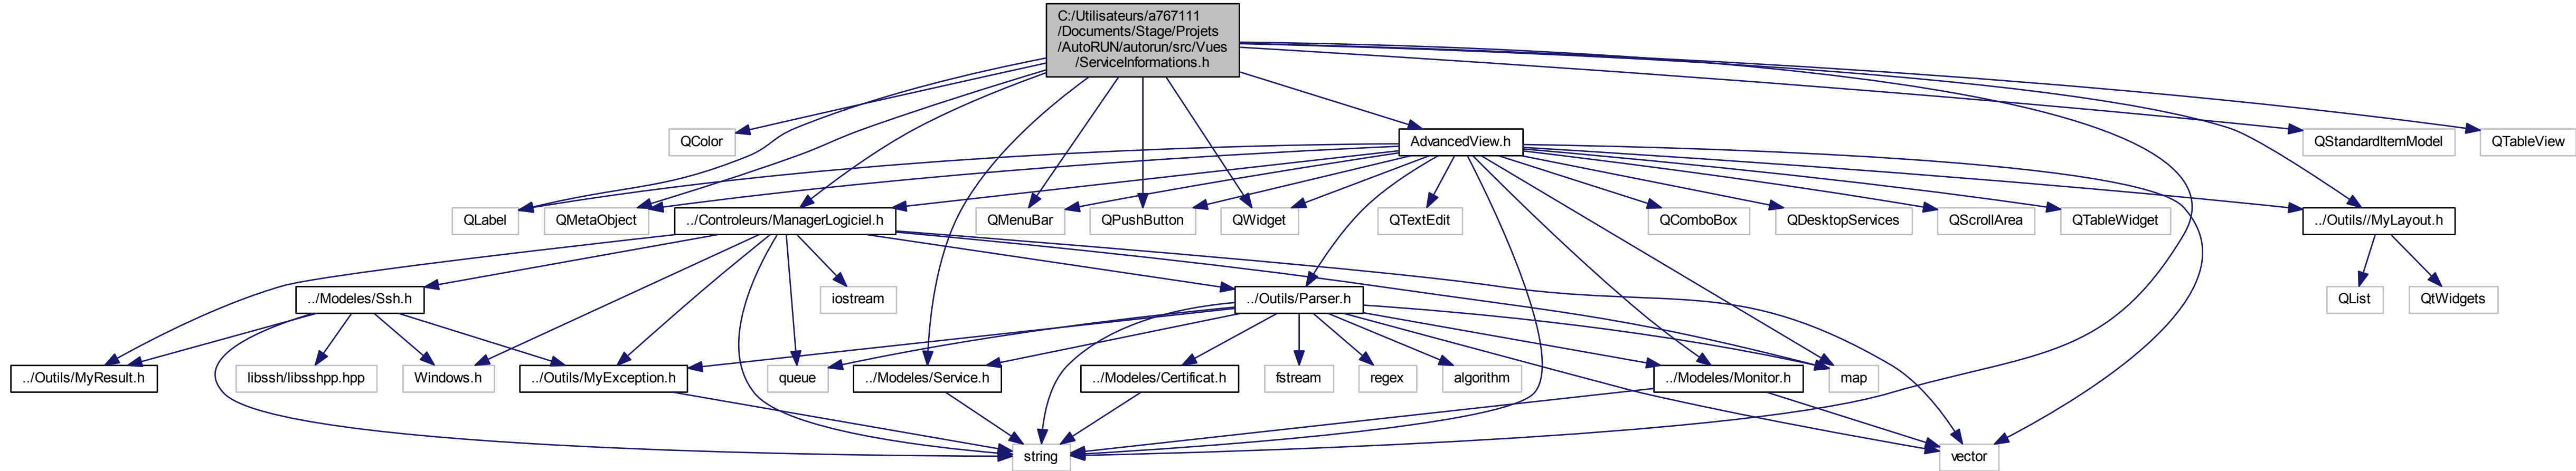 C:/Utilisateurs/a767111
/Documents/Stage/Projets
/AutoRUN/autorun/src/Vues
/ServiceInformations.h
QColor
AdvancedView.h
QStandardItemModel
QTableView
QLabel
QMetaObject
../Controleurs/ManagerLogiciel.h
QMenuBar
QPushButton
QWidget
QTextEdit
QComboBox
QDesktopServices
QScrollArea
QTableWidget
../Outils//MyLayout.h
../Modeles/Ssh.h
iostream
../Outils/Parser.h
QList
QtWidgets
../Outils/MyResult.h
libssh/libsshpp.hpp
Windows.h
../Outils/MyException.h
queue
../Modeles/Service.h
../Modeles/Certificat.h
fstream
regex
algorithm
../Modeles/Monitor.h
map
string
vector